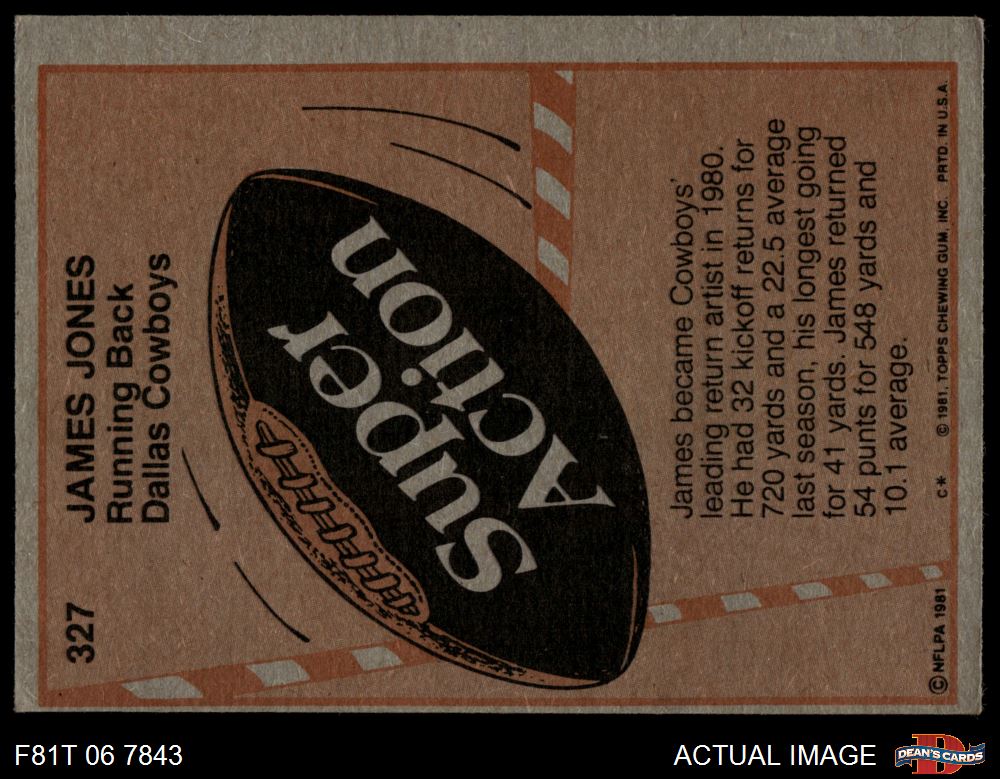 327
JAMES JONES
Running Back
Dallas Cowboys
Super
Action
James became Cowboys'
leading return artist in 1980.
He had 32 kickoff returns for
720 yards and a 22.5 average
last season, his longest going
for 41 yards. James returned
54 punts for 548 yards and
10.1 average.
© NFLPA 1981 C* © 1981, TOPPS CHEWING GUM, INC. PRTD. IN U.S.A.
F81T 06 7843
ACTUAL IMAGE
D
DEAN'S CARDS